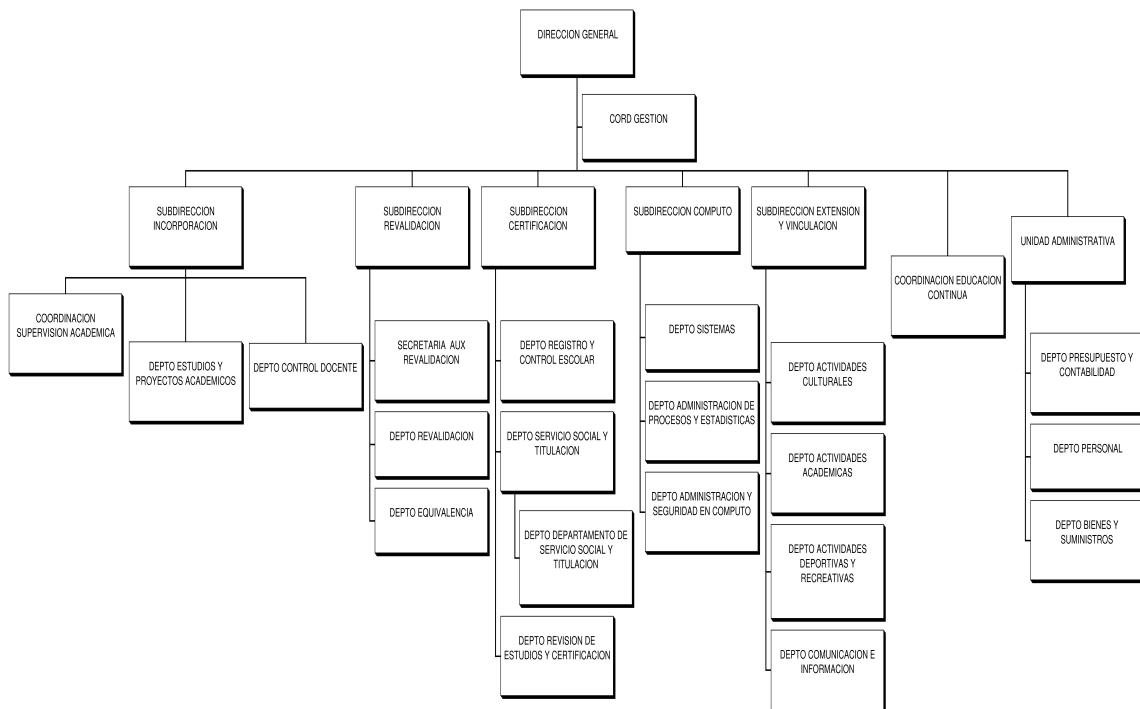 DIRECCION GENERAL
CORD GESTION
SUBDIRECCION
INCORPORACION
SUBDIRECCION
REVALIDACION
SUBDIRECCION
CERTIFICACION
SUBDIRECCION COMPUTO
SUBDIRECCION EXTENSION
Y VINCULACION
COORDINACION EDUCACION
CONTINUA
UNIDAD ADMINISTRATIVA
COORDINACION
SUPERVISION ACADEMICA
DEPTO ESTUDIOS Y
PROYECTOS ACADEMICOS
DEPTO CONTROL DOCENTE
SECRETARIA AUX
REVALIDACION
DEPTO REVALIDACION
DEPTO EQUIVALENCIA
DEPTO REGISTRO Y
CONTROL ESCOLAR
DEPTO SERVICIO SOCIAL Y
TITULACION
DEPTO DEPARTAMENTO DE
SERVICIO SOCIAL Y
TITULACION
DEPTO REVISION DE
ESTUDIOS Y CERTIFICACION
DEPTO SISTEMAS
DEPTO ADMINISTRACION DE
PROCESOS Y ESTADISTICAS
DEPTO ADMINISTRACION Y
SEGURIDAD EN COMPUTO
DEPTO ACTIVIDADES
CULTURALES
DEPTO ACTIVIDADES
ACADEMICAS
DEPTO ACTIVIDADES
DEPORTIVAS Y
RECREATIVAS
DEPTO COMUNICACION E
INFORMACION
DEPTO PRESUPUESTO Y
CONTABILIDAD
DEPTO PERSONAL
DEPTO BIENES Y
SUMINISTROS